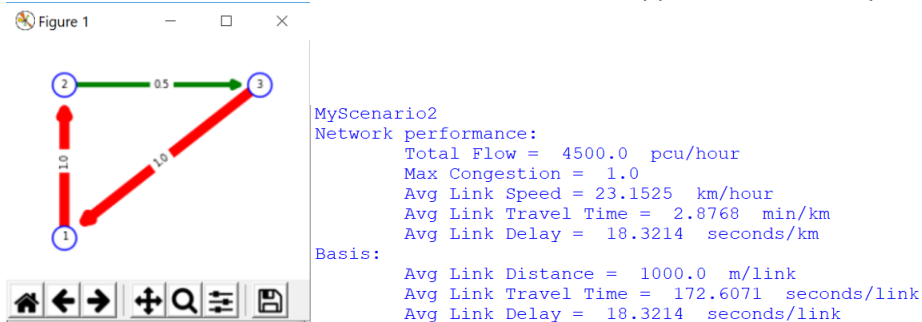 Figure 1
2
0.5
3
1.0
1.0
1
MyScenario2
Network performance:
Total Flow = 4500.0 pcu/hour
Max Congestion = 1.0
Avg Link Speed = 23.1525 km/hour
Avg Link Travel Time = 2.8768 min/km
Avg Link Delay = 18.3214 seconds/km
Basis:
Avg Link Distance = 1000.0 m/link
Avg Link Travel Time = 172.6071 seconds/link
Avg Link Delay = 18.3214 seconds/link